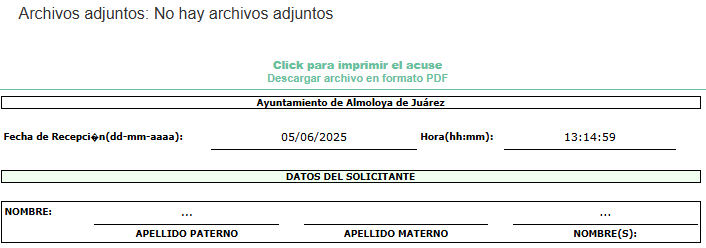 Archivos adjuntos: No hay archivos adjuntos
Click para imprimir el acuse
Descargar archivo en formato PDF
Ayuntamiento de Almoloya de Juárez
Fecha de Recepci�n(dd-mm-aaaa): 05/06/2025 Hora(hh:mm): 13:14:59
DATOS DEL SOLICITANTE
NOMBRE: ... ...
APELLIDO PATERNO APELLIDO MATERNO NOMBRE(S):